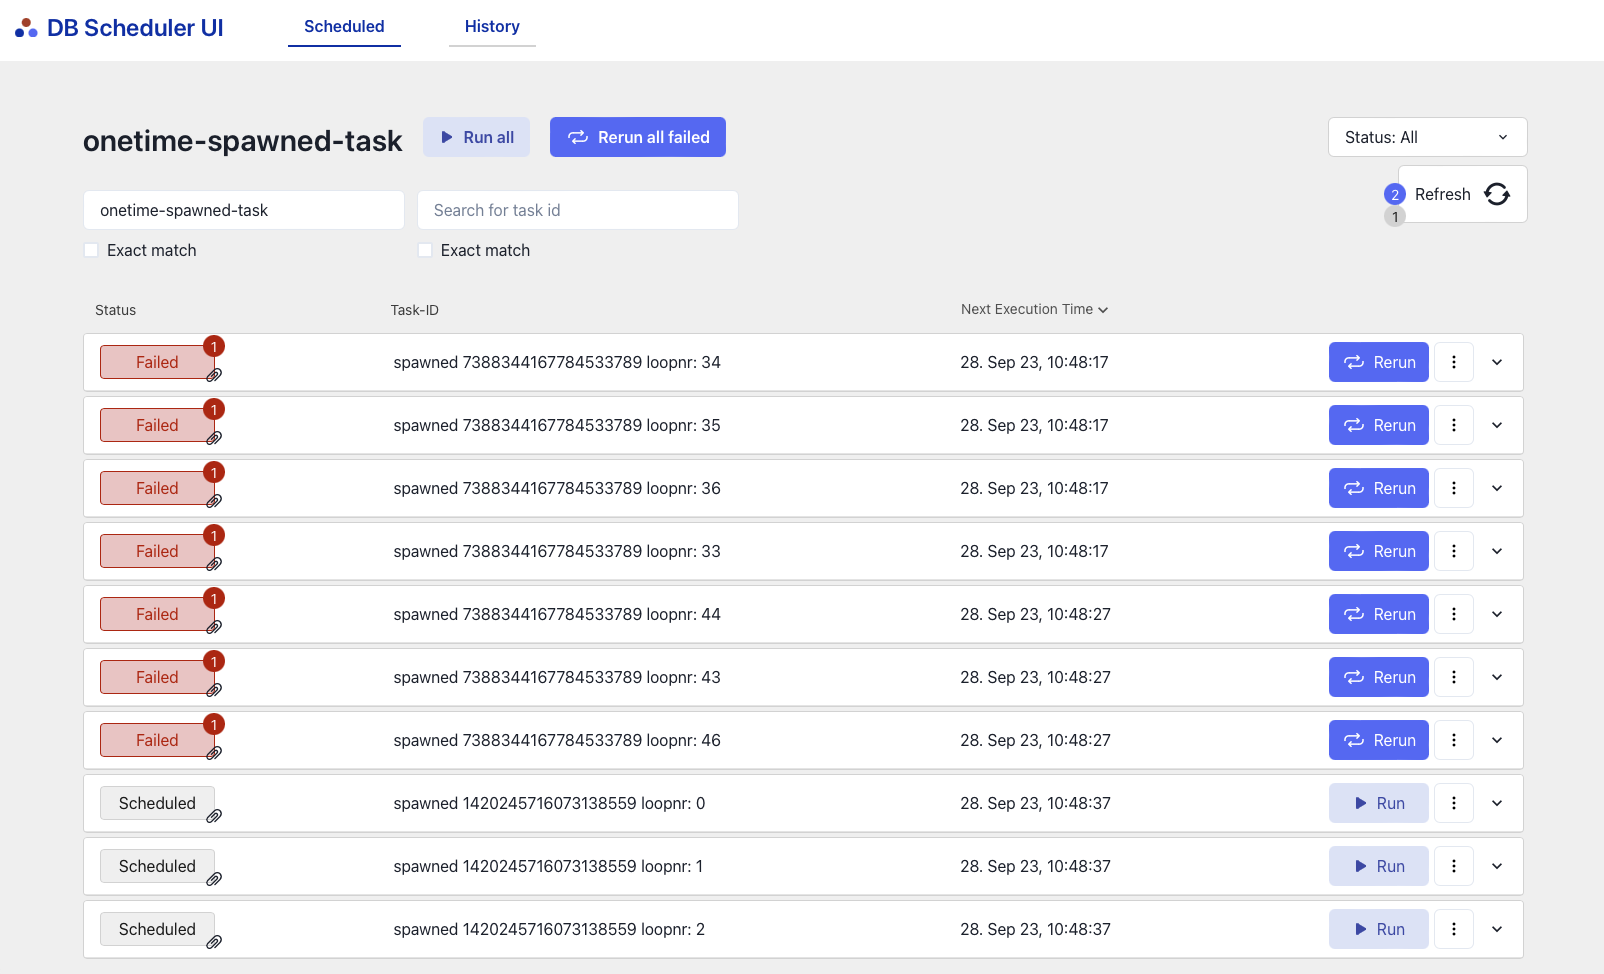 DB Scheduler UI Scheduled History
onetime-spawned-task Run all Rerun all failed Status: All
2 Refresh
1
onetime-spawned-task Search for task id
Exact match Exact match
Status Task-ID Next Execution Time
Failed 1 spawned 7388344167784533789 loopnr: 34 28. Sep 23, 10:48:17 Rerun
Failed 1 spawned 7388344167784533789 loopnr: 35 28. Sep 23, 10:48:17 Rerun
Failed 1 spawned 7388344167784533789 loopnr: 36 28. Sep 23, 10:48:17 Rerun
Failed 1 spawned 7388344167784533789 loopnr: 33 28. Sep 23, 10:48:17 Rerun
Failed 1 spawned 7388344167784533789 loopnr: 44 28. Sep 23, 10:48:27 Rerun
Failed 1 spawned 7388344167784533789 loopnr: 43 28. Sep 23, 10:48:27 Rerun
Failed 1 spawned 7388344167784533789 loopnr: 46 28. Sep 23, 10:48:27 Rerun
Scheduled spawned 1420245716073138559 loopnr: 0 28. Sep 23, 10:48:37 Run
Scheduled spawned 1420245716073138559 loopnr: 1 28. Sep 23, 10:48:37 Run
Scheduled spawned 1420245716073138559 loopnr: 2 28. Sep 23, 10:48:37 Run